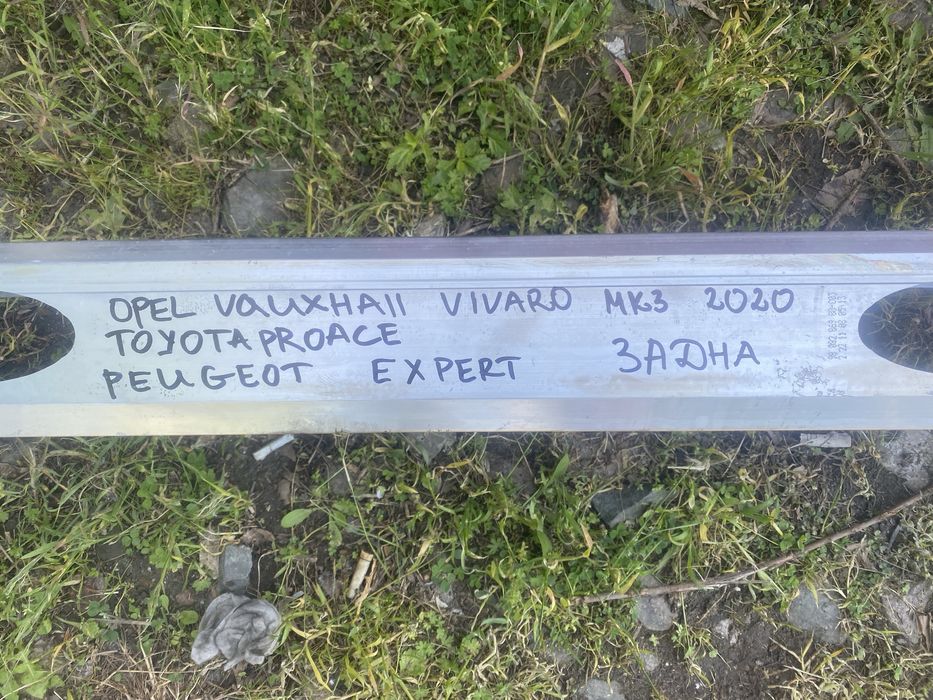 OPEL VAUXHAll VIVARO MK3 2020
TOYOTA PROACE
PEUGEOT EXPERT ЗАДНА